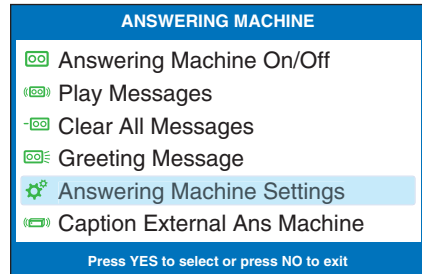 ANSWERING MACHINE
Answering Machine On/Off
Play Messages
Clear All Messages
Greeting Message
Answering Machine Settings
Caption External Ans Machine
Press YES to select or press NO to exit